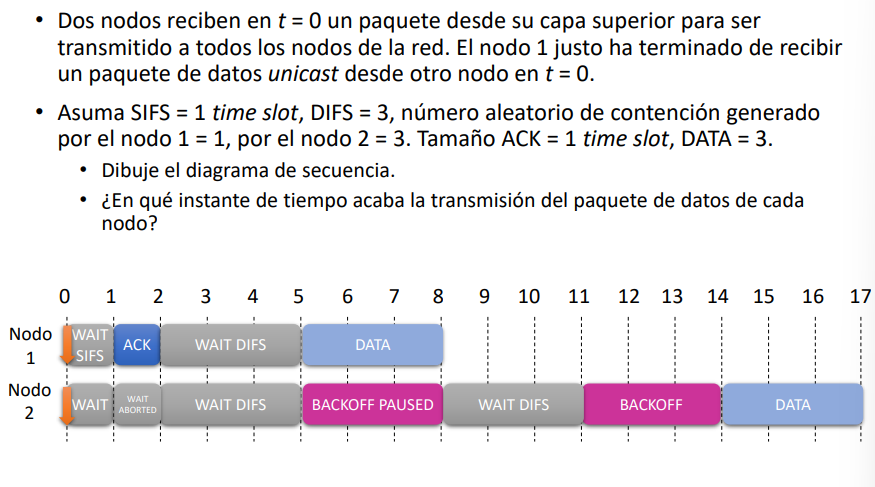 • Dos nodos reciben en t = 0 un paquete desde su capa superior para ser
transmitido a todos los nodos de la red. El nodo 1 justo ha terminado de recibir
un paquete de datos unicast desde otro nodo en t = 0.
• Asuma SIFS = 1 time slot, DIFS = 3, número aleatorio de contención generado
por el nodo 1 = 1, por el nodo 2 = 3. Tamaño ACK = 1 time slot, DATA = 3.
• Dibuje el diagrama de secuencia.
• ¿En qué instante de tiempo acaba la transmisión del paquete de datos de cada
nodo?
0 1 2 3 4 5 6 7 8 9 10 11 12 13 14 15 16 17
Nodo
1
WAIT
SIFS
ACK
WAIT DIFS
DATA
Nodo
2
WAIT
WAIT
ABORTED
WAIT DIFS
BACKOFF PAUSED
WAIT DIFS
BACKOFF
DATA